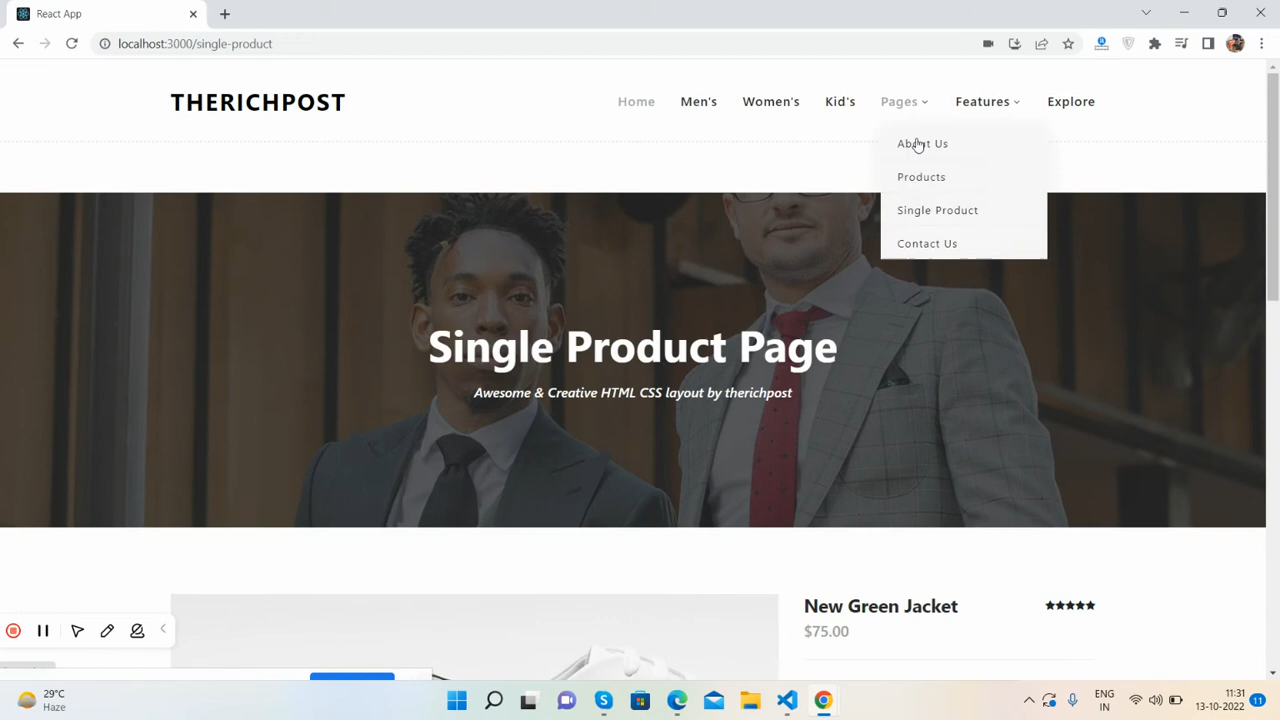 React App
localhost:3000/single-product
THERICHPOST
Home Men's Women's Kid's Pages Features Explore
About Us
Products
Single Product
Contact Us
Single Product Page
Awesome & Creative HTML CSS layout by therichpost
New Green Jacket
$75.00
29°C
Haze
ENG
IN
11:31
13-10-2022
11